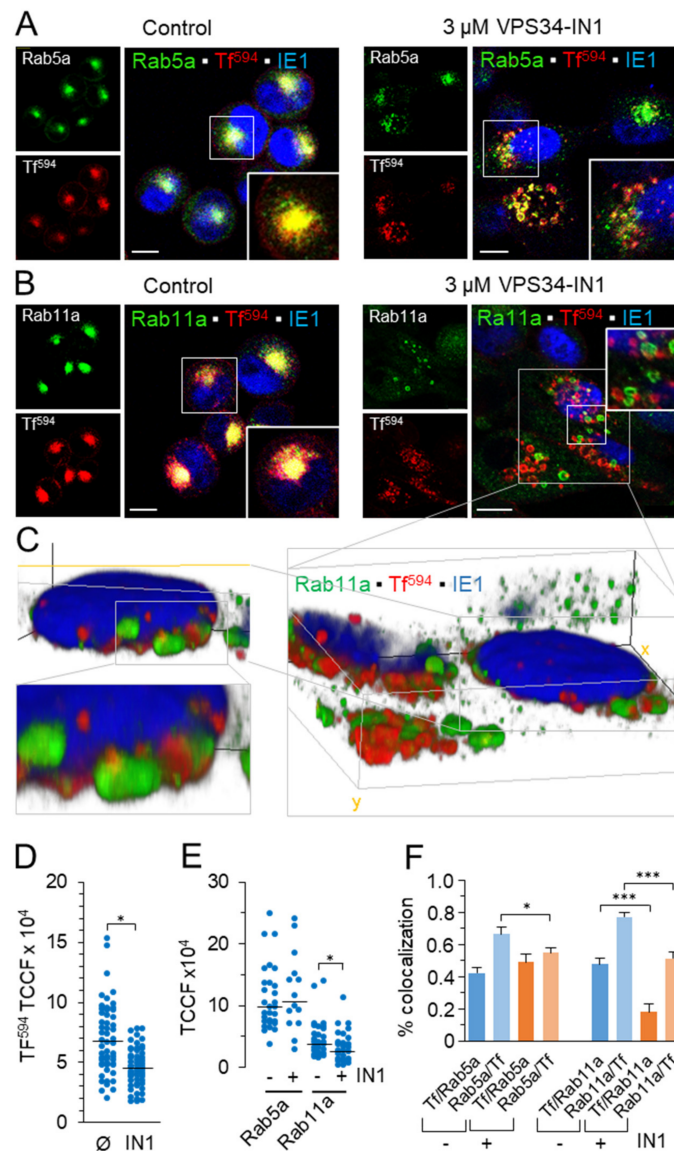 A
Control
3 µM VPS34-IN1
Rab5a
Rab5a ▪ Tf⁵⁹⁴ ▪ IE1
Tf⁵⁹⁴
Rab5a
Rab5a ▪ Tf⁵⁹⁴ ▪ IE1
Tf⁵⁹⁴
B
Control
3 µM VPS34-IN1
Rab11a
Rab11a ▪ Tf⁵⁹⁴ ▪ IE1
Tf⁵⁹⁴
Rab11a
Ra11a ▪ Tf⁵⁹⁴ ▪ IE1
Tf⁵⁹⁴
C
Rab11a ▪ Tf⁵⁹⁴ ▪ IE1
x
y
D
TF⁵⁹⁴ TCCF x 10⁴
20
15
10
5
0
*
Ø IN1
E
TCCF x10⁴
30
20
10
0
*
- + - + IN1
Rab5a
Rab11a
F
% colocalization
1.0
0.8
0.6
0.4
0.2
0
*
***
***
Tf/Rab5a
Rab5a/Tf
Tf/Rab5a
Rab5a/Tf
Tf/Rab11a
Rab11a/Tf
Tf/Rab11a
Rab11a/Tf
- + - + IN1